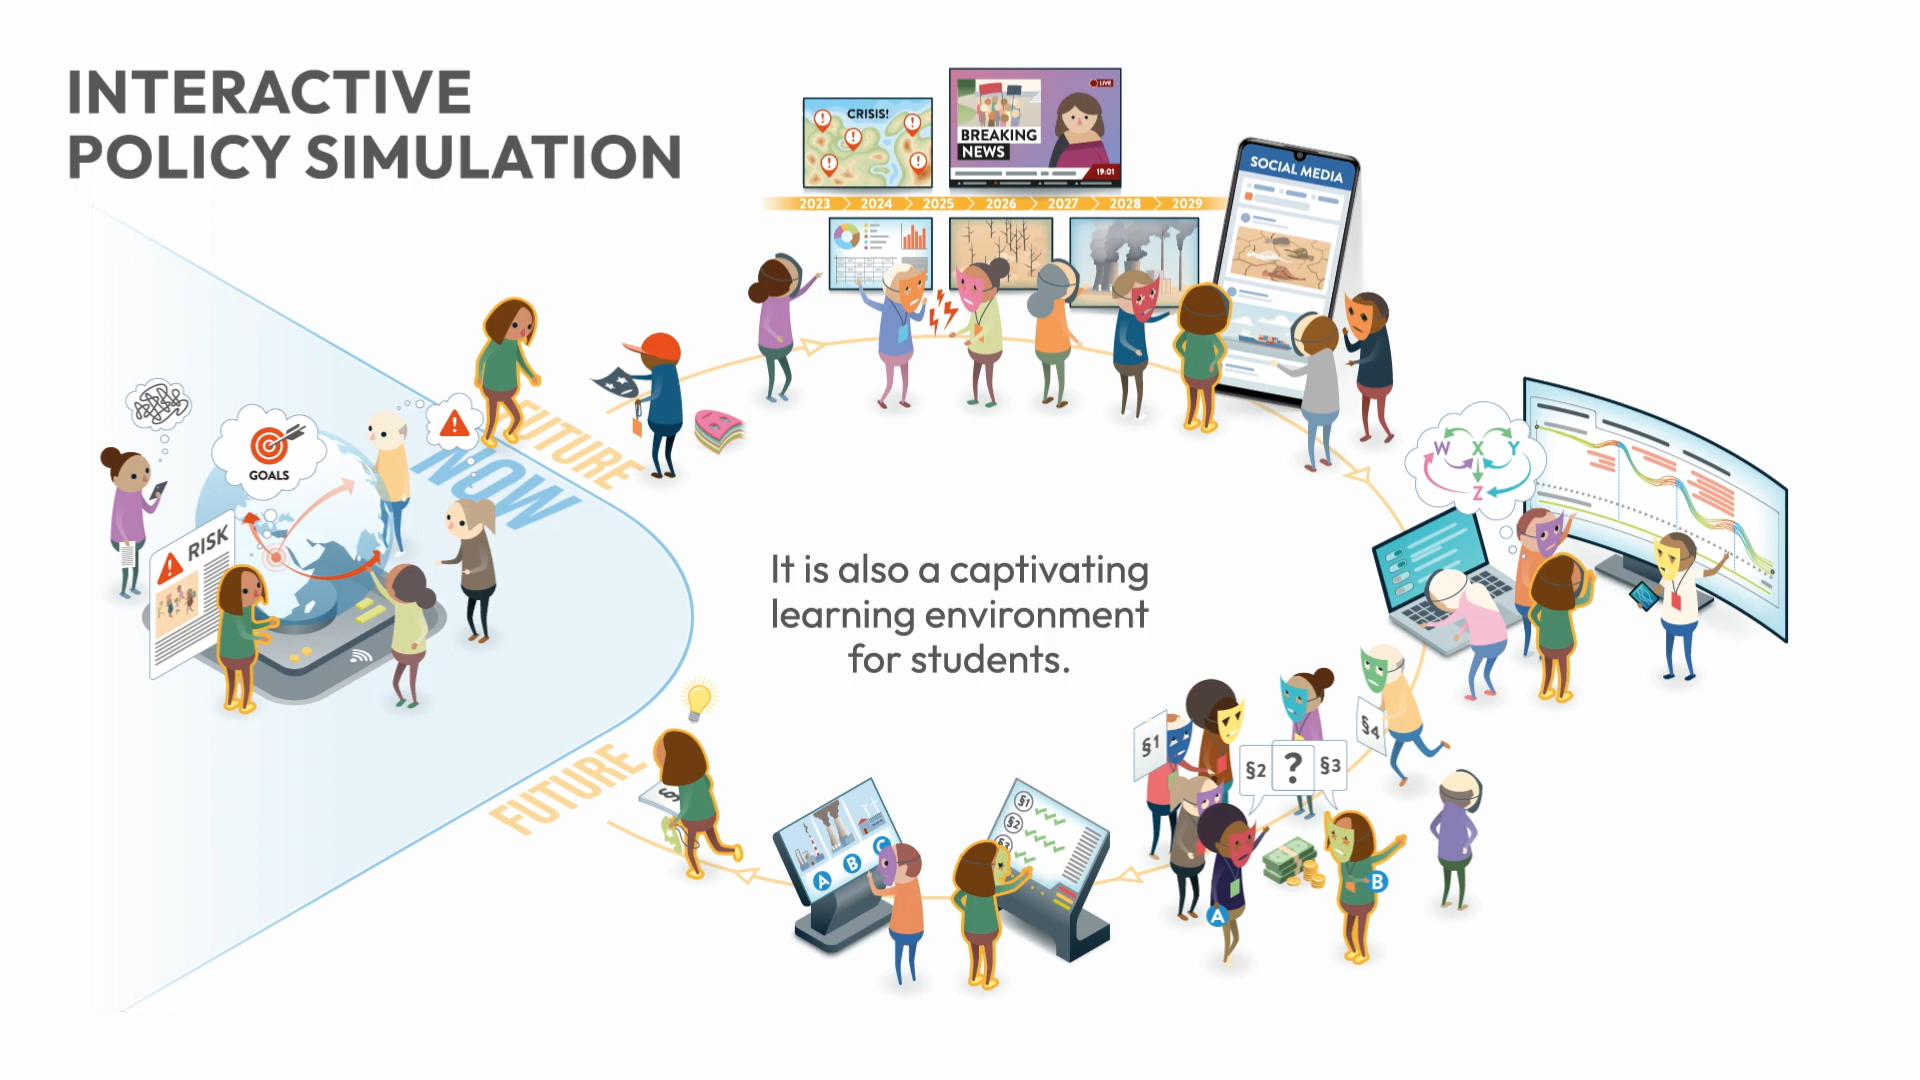 INTERACTIVE
POLICY SIMULATION
CRISIS!
LIVE
BREAKING
NEWS
19:01
2023 2024 2025 2026 2027 2028 2029
SOCIAL MEDIA
FUTURE
NOW
GOALS
RISK
W X Y
Z
It is also a captivating
learning environment
for students.
§1
§4
§2 ? §3
A
B
FUTURE
§
A B C
§1
§2
§3